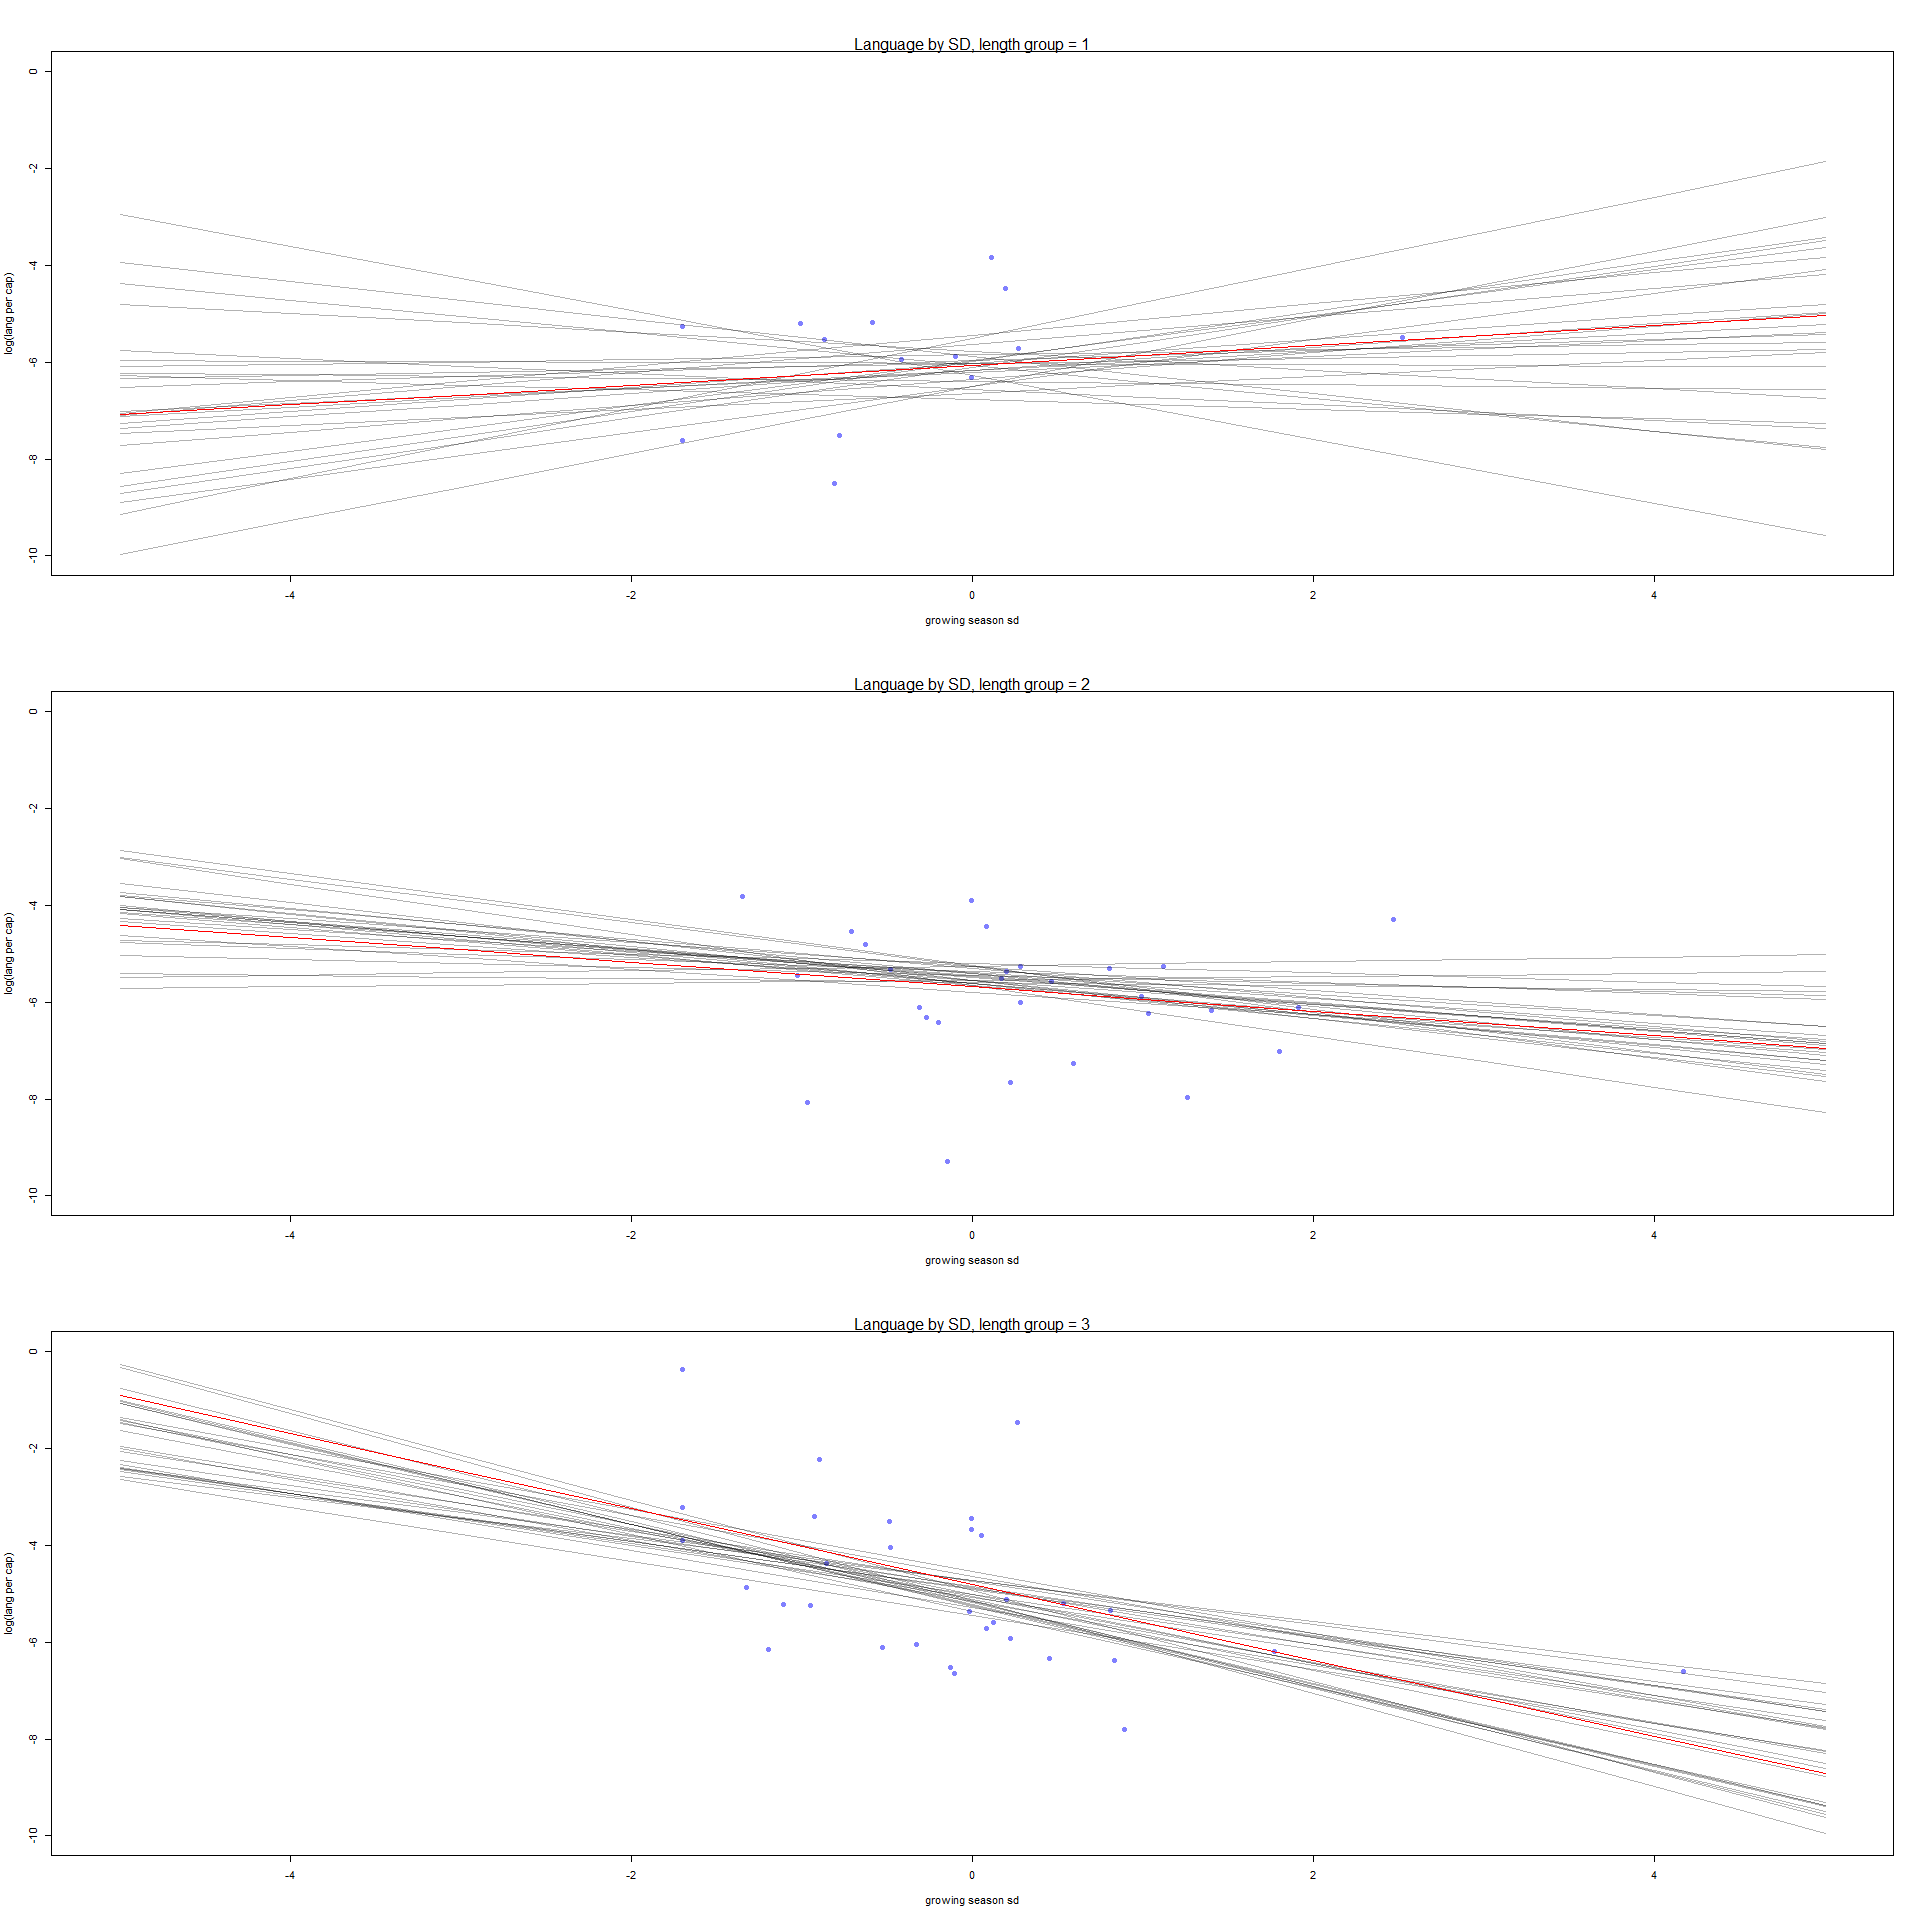 Language by SD, length group = 1
0
-2
-4
-6
-8
-10
log(lang per cap)
-4 -2 0 2 4
growing season sd
Language by SD, length group = 2
0
-2
-4
-6
-8
-10
log(lang per cap)
-4 -2 0 2 4
growing season sd
Language by SD, length group = 3
0
-2
-4
-6
-8
-10
log(lang per cap)
-4 -2 0 2 4
growing season sd